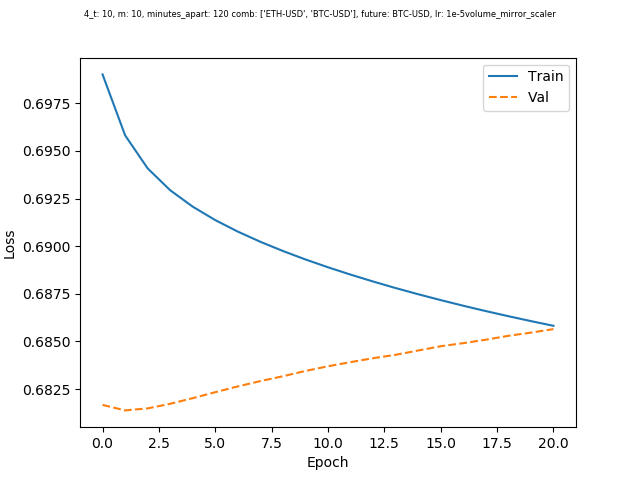 4_t: 10, m: 10, minutes_apart: 120 comb: ['ETH-USD', 'BTC-USD'], future: BTC-USD, lr: 1e-5volume_mirror_scaler
Train
Val
0.6975
0.6950
0.6925
0.6900
0.6875
0.6850
0.6825
Loss
0.0 2.5 5.0 7.5 10.0 12.5 15.0 17.5 20.0
Epoch